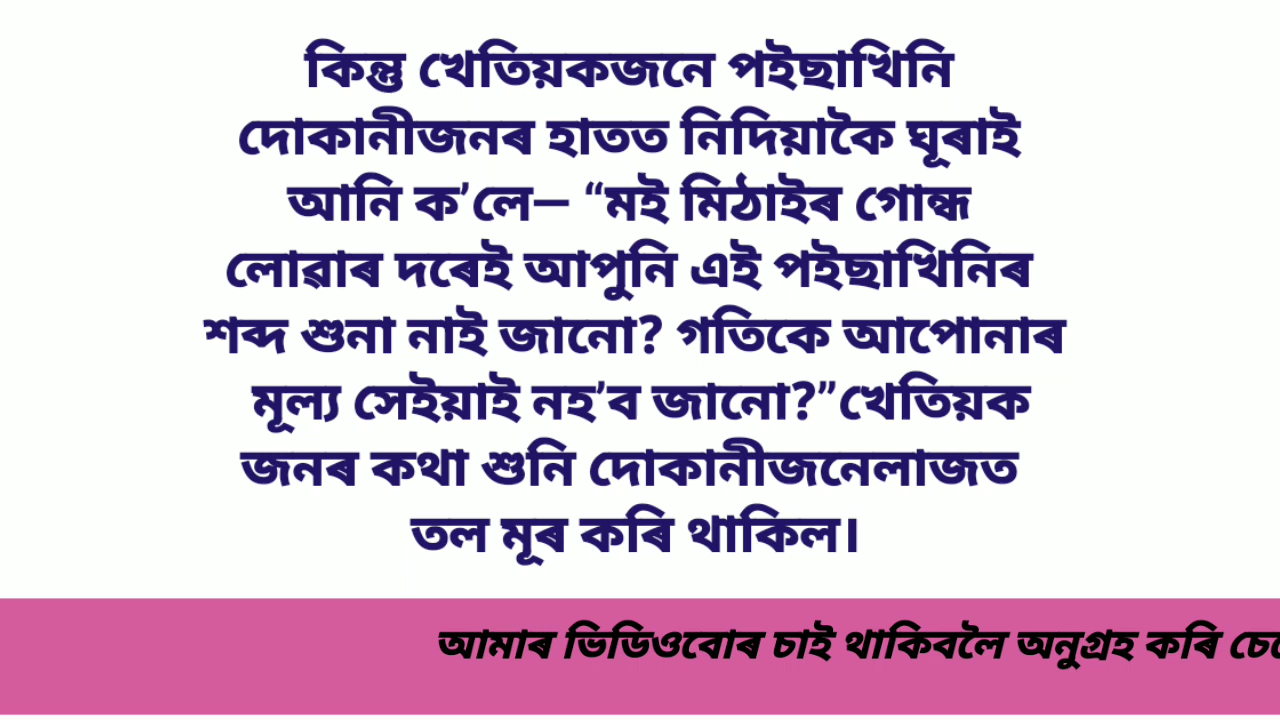 কিন্তু খেতিয়কজনে পইছাখিনি
দোকানীজনৰ হাতত নিদিয়াকৈ ঘূৰাই
আনি ক’লে— “মই মিঠাইৰ গোন্ধ
লোৱাৰ দৰেই আপুনি এই পইছাখিনিৰ
শব্দ শুনা নাই জানো? গতিকে আপোনাৰ
মূল্য সেইয়াই নহ’ব জানো?”খেতিয়ক
জনৰ কথা শুনি দোকানীজনেলাজত
তল মূৰ কৰি থাকিল।
আমাৰ ভিডিওবোৰ চাই থাকিবলৈ অনুগ্ৰহ কৰি